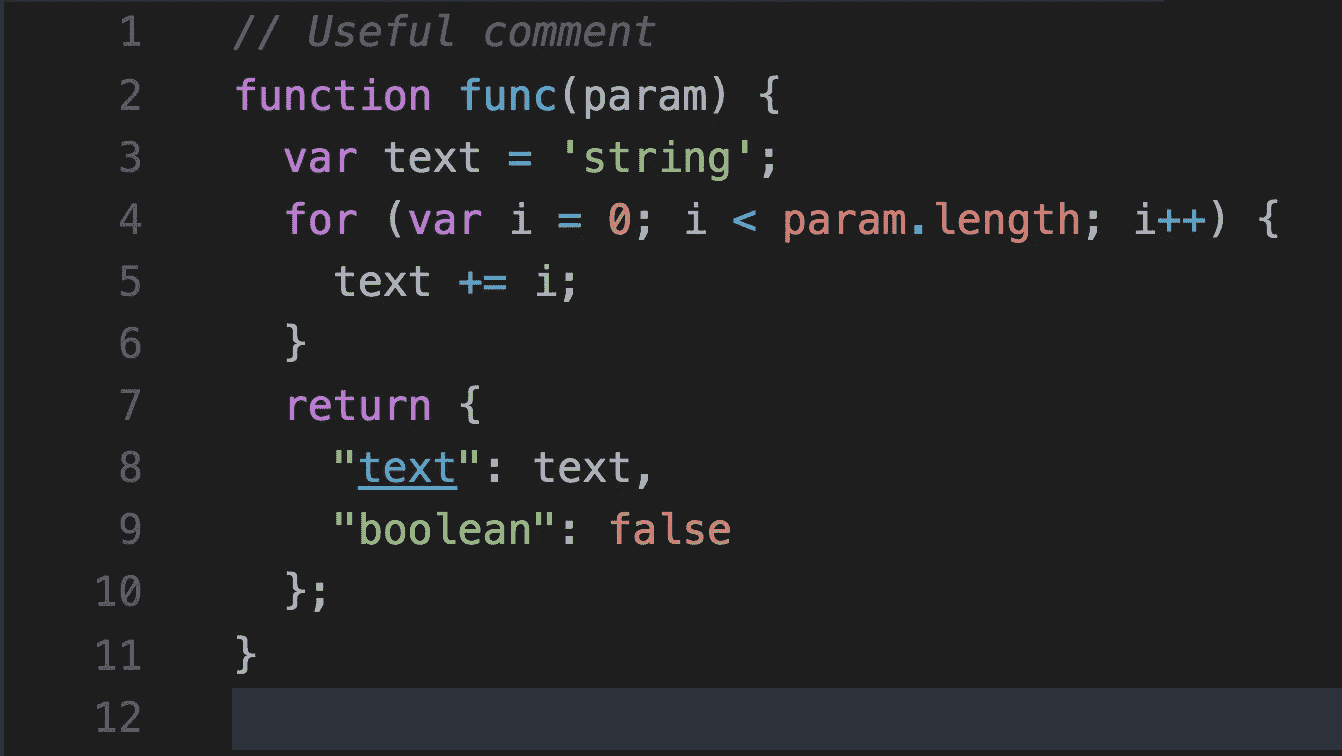 1 // Useful comment
2 function func(param) {
3   var text = 'string';
4   for (var i = 0; i < param.length; i++) {
5     text += i;
6   }
7   return {
8     "text": text,
9     "boolean": false
10   };
11 }
12